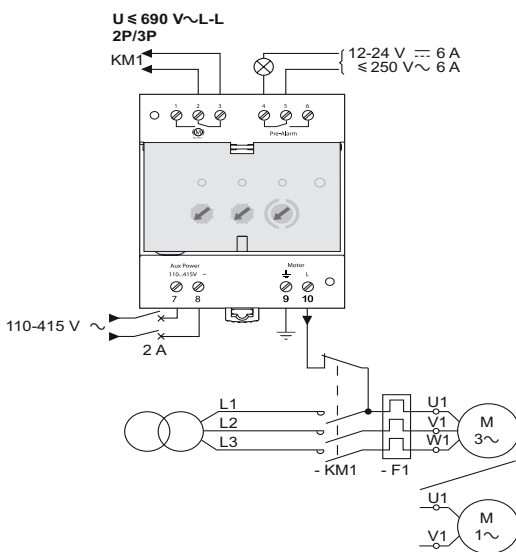 U ≤ 690 V~L-L
2P/3P
KM1
12-24 V ⎓ 6 A
≤ 250 V~ 6 A
1 2 3 4 5 6
M
Pre-Alarm
Aux Power
110...415V ~
Motor
L
7 8 9 10
110-415 V ~
2 A
L1
L2
L3
- KM1
- F1
U1
V1
W1
M
3~
U1
V1
M
1~